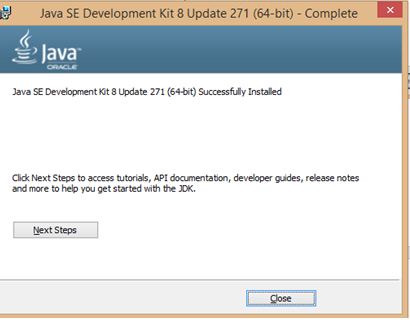 Java SE Development Kit 8 Update 271 (64-bit) - Complete
Java™
ORACLE
Java SE Development Kit 8 Update 271 (64-bit) Successfully Installed
Click Next Steps to access tutorials, API documentation, developer guides, release notes
and more to help you get started with the JDK.
Next Steps
Close